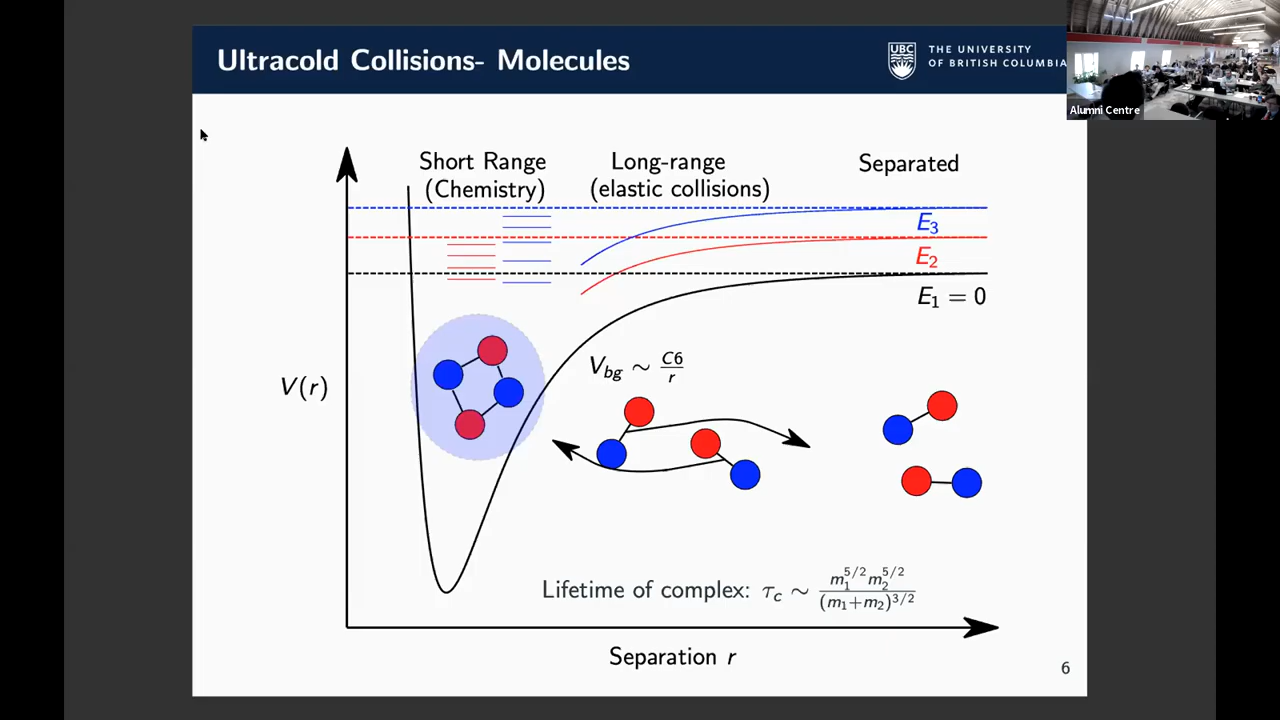 Ultracold Collisions- Molecules
UBC
THE UNIVERSITY
OF BRITISH COLUMBIA
Alumni Centre
Short Range
(Chemistry)
Long-range
(elastic collisions)
Separated
E₃
E₂
E₁ = 0
V(r)
V_bg ∼ C6/r
Lifetime of complex: τ_c ∼ m₁^{5/2} m₂^{5/2} / (m₁+m₂)^{3/2}
Separation r
6